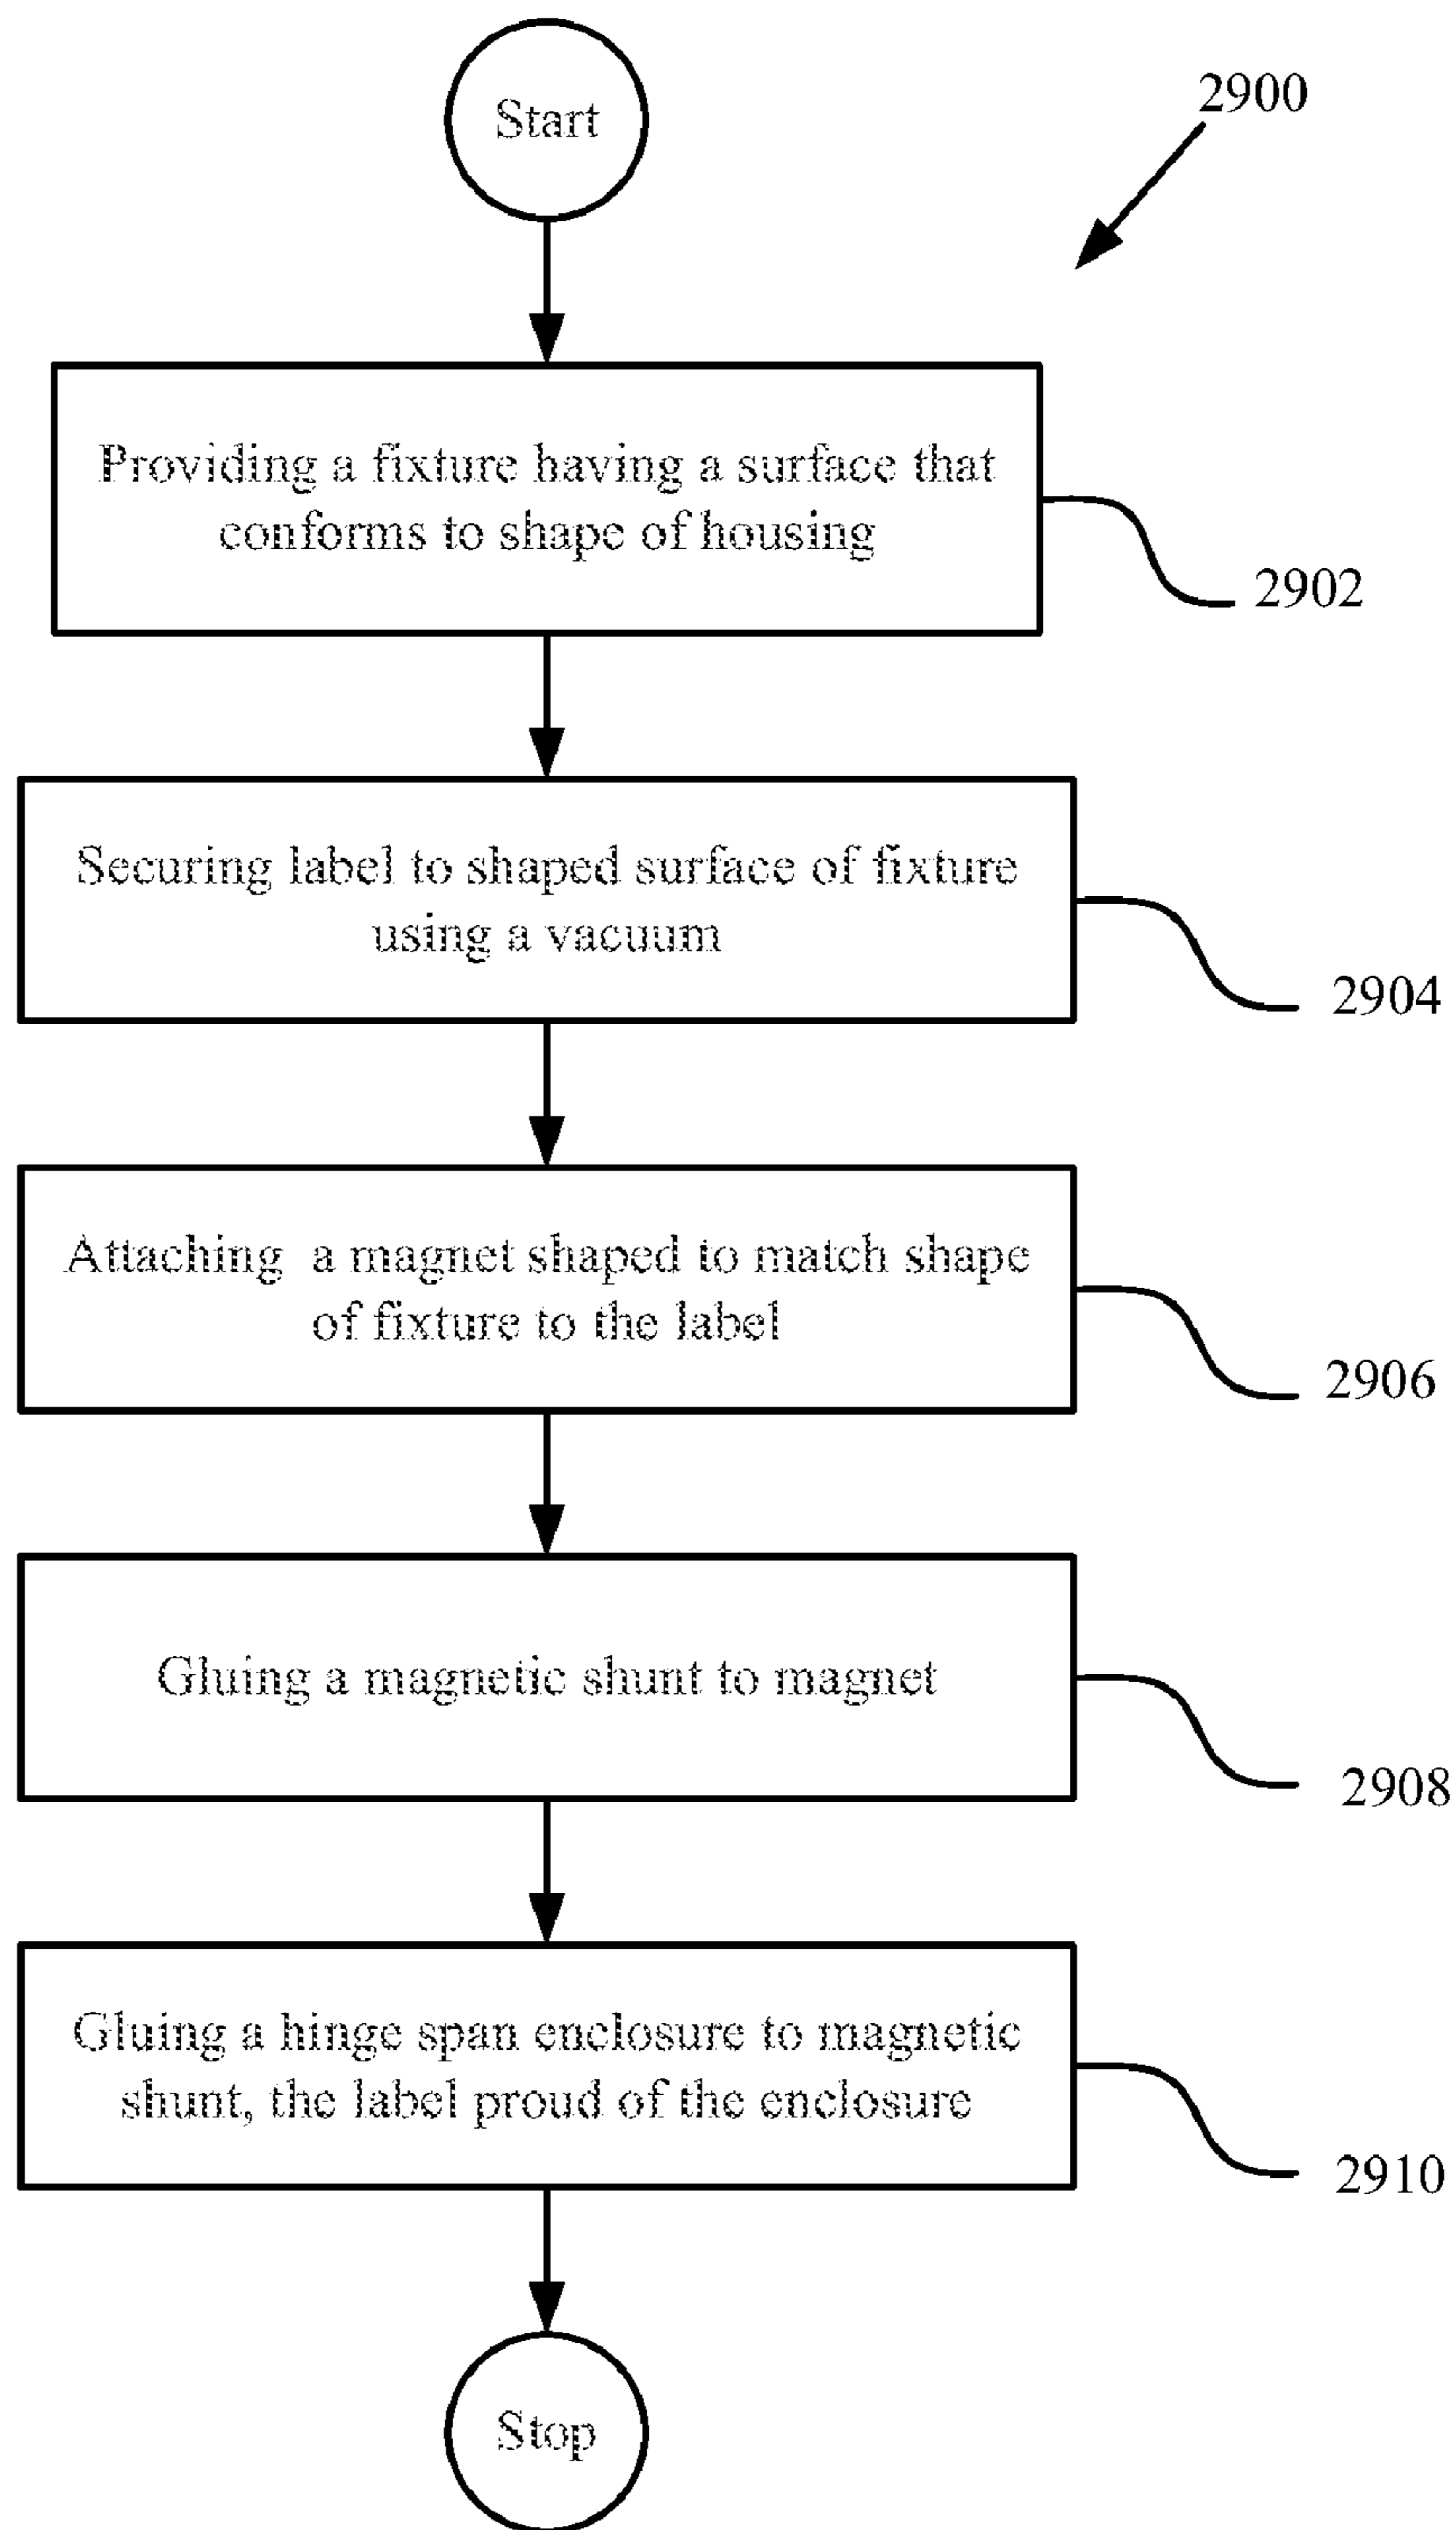 Start
2900
Providing a fixture having a surface that
conforms to shape of housing
2902
Securing label to shaped surface of fixture
using a vacuum
2904
Attaching a magnet shaped to match shape
of fixture to the label
2906
Gluing a magnetic shunt to magnet
2908
Gluing a hinge span enclosure to magnetic
shunt, the label proud of the enclosure
2910
Stop